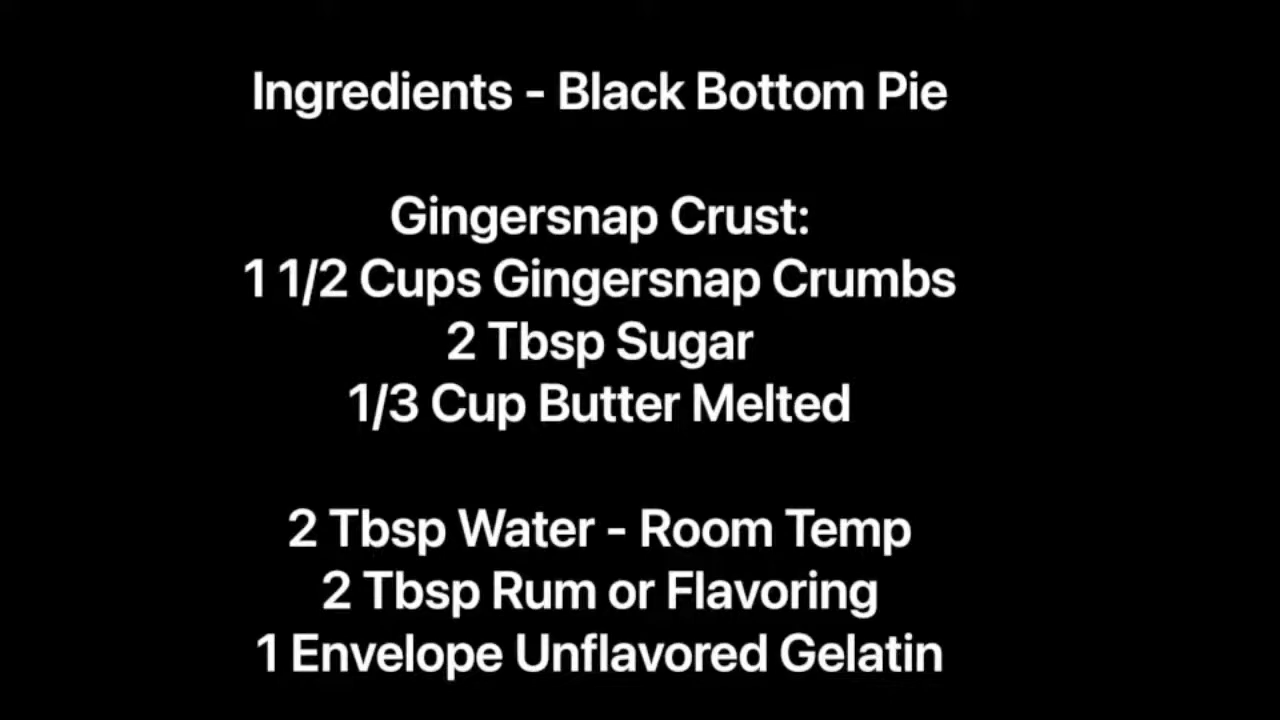 Ingredients - Black Bottom Pie
Gingersnap Crust:
1 1/2 Cups Gingersnap Crumbs
2 Tbsp Sugar
1/3 Cup Butter Melted
2 Tbsp Water - Room Temp
2 Tbsp Rum or Flavoring
1 Envelope Unflavored Gelatin